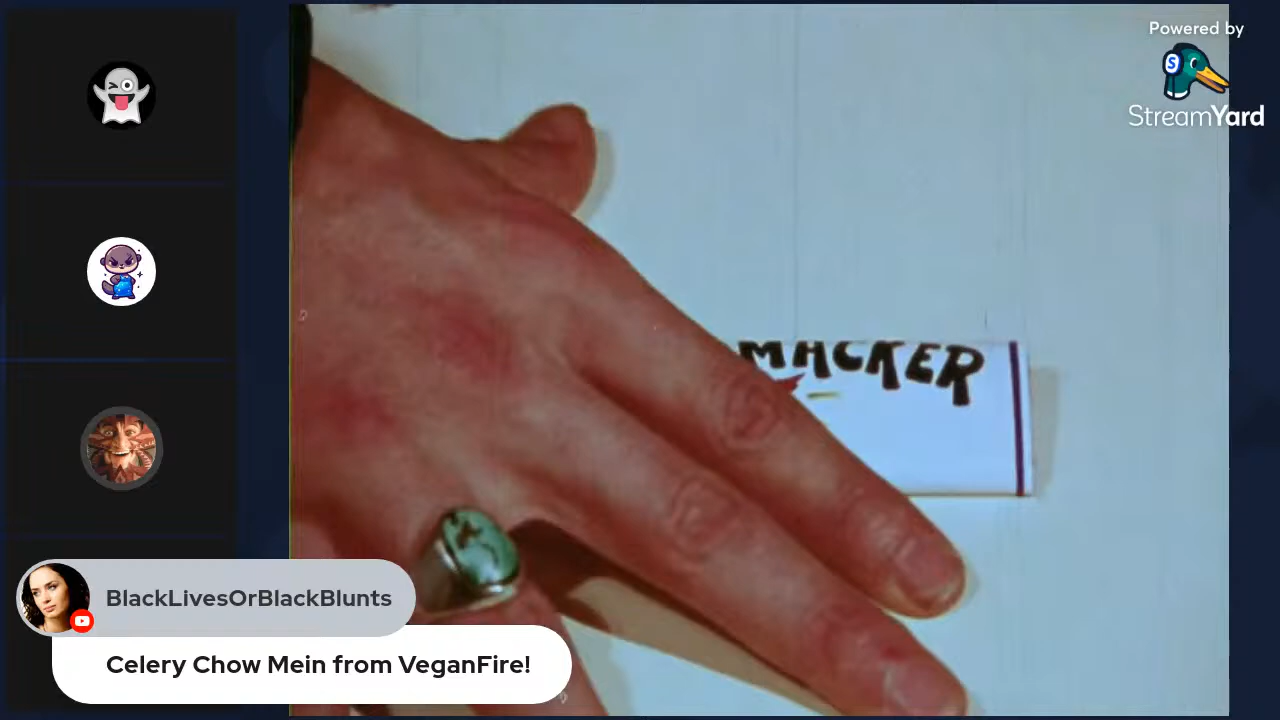 Powered by
StreamYard
MACKER
BlackLivesOrBlackBlunts
Celery Chow Mein from VeganFire!